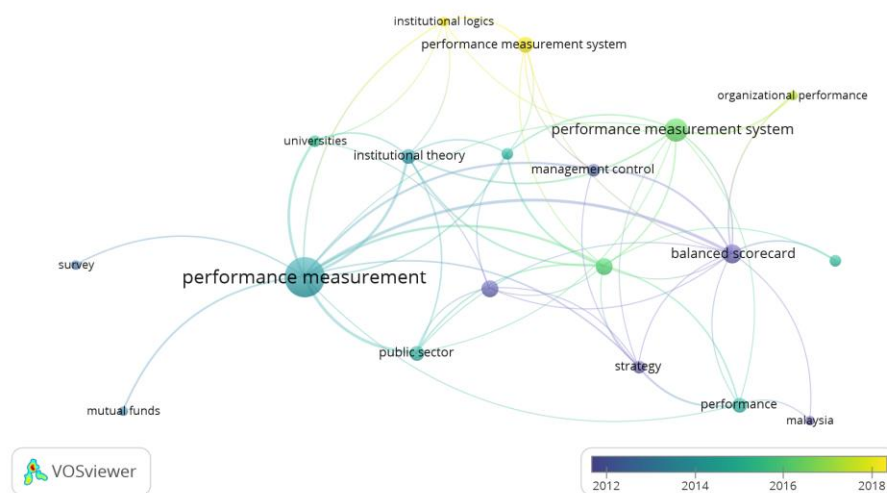 institutional logics
performance measurement system
organizational performance
performance measurement system
universities
institutional theory
management control
balanced scorecard
survey
performance measurement
public sector
strategy
performance
mutual funds
malaysia
VOSviewer
2012 2014 2016 2018